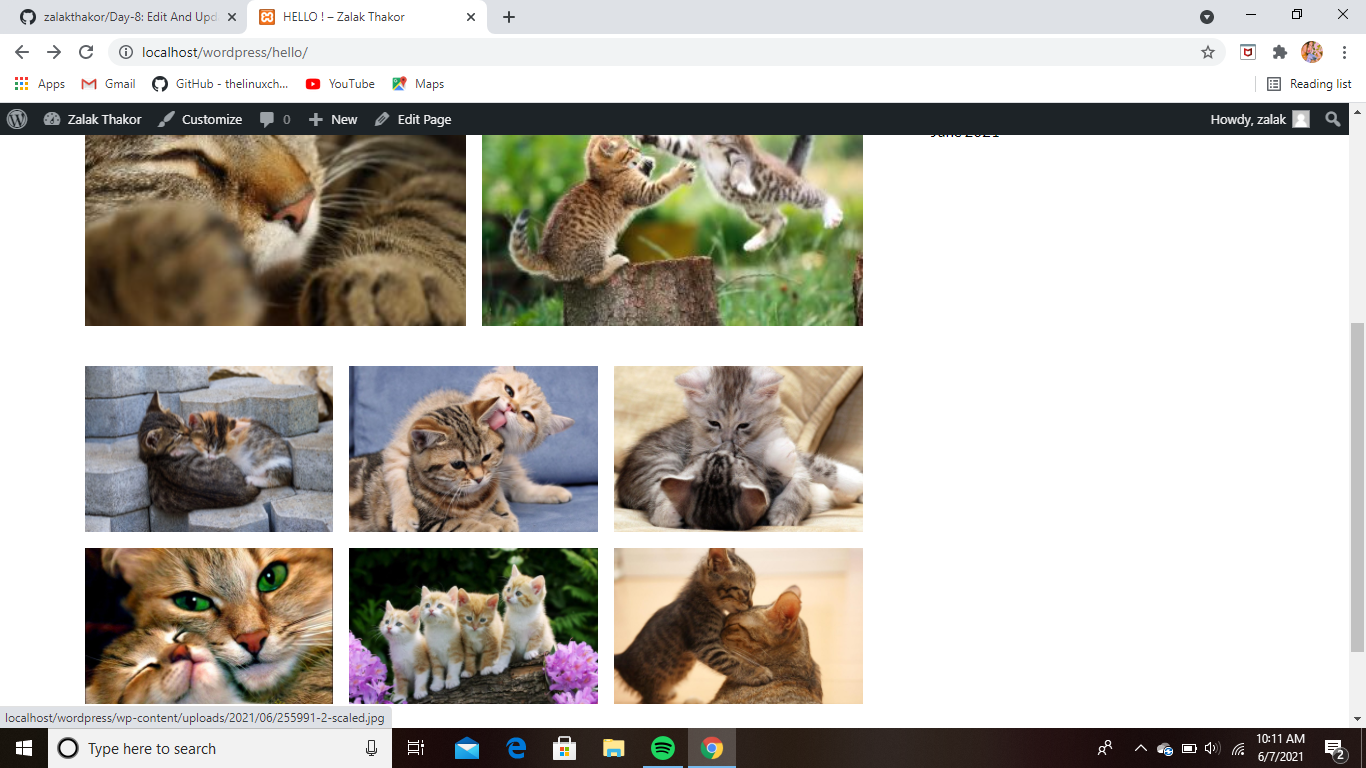 zalakthakor/Day-8: Edit And Upd
HELLO ! – Zalak Thakor
localhost/wordpress/hello/
Apps
Gmail
GitHub - thelinuxch...
YouTube
Maps
Reading list
Zalak Thakor
Customize
0
New
Edit Page
Howdy, zalak
June 2021
localhost/wordpress/wp-content/uploads/2021/06/255991-2-scaled.jpg
Type here to search
10:11 AM
6/7/2021
2